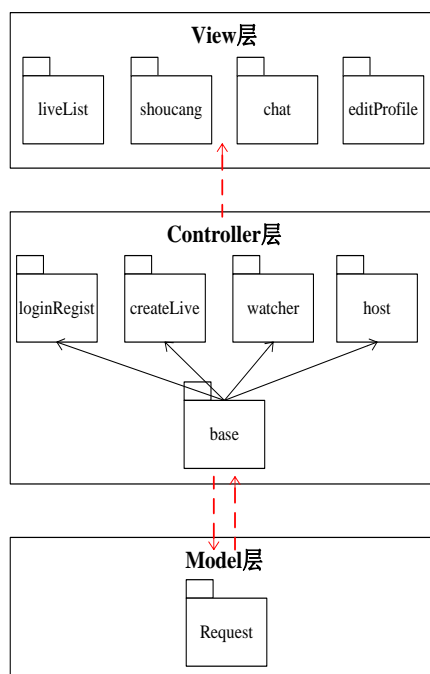 View层
liveList
shoucang
chat
editProfile
Controller层
loginRegist
createLive
watcher
host
base
Model层
Request